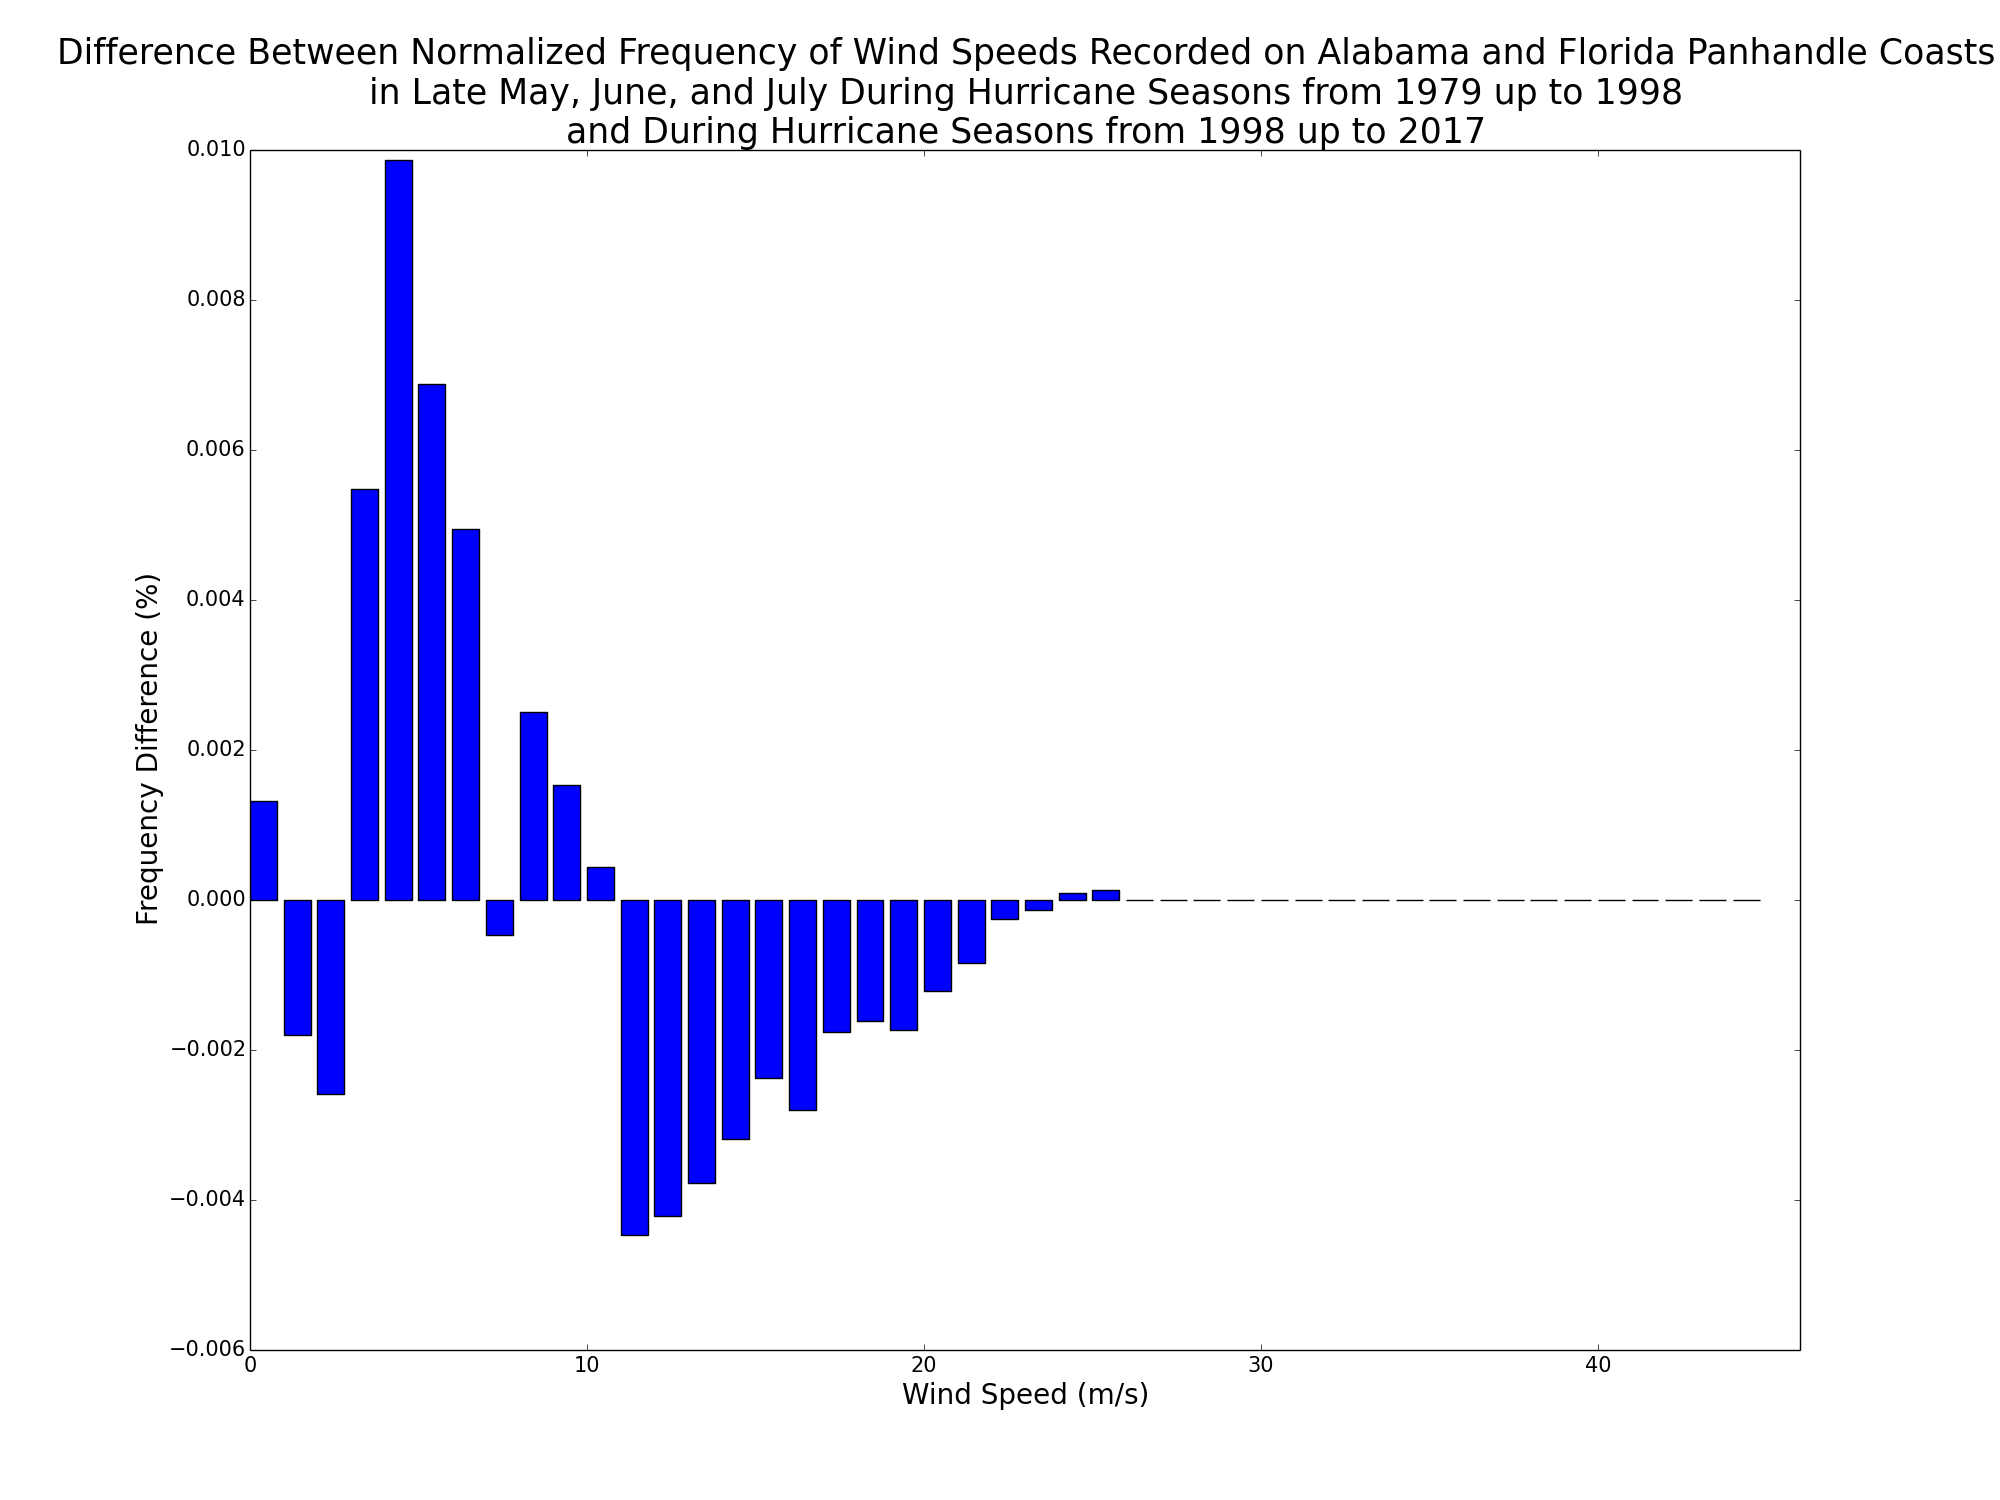 Difference Between Normalized Frequency of Wind Speeds Recorded on Alabama and Florida Panhandle Coasts
in Late May, June, and July During Hurricane Seasons from 1979 up to 1998
and During Hurricane Seasons from 1998 up to 2017
0.010
0.008
0.006
0.004
0.002
0.000
−0.002
−0.004
−0.006
Frequency Difference (%)
0 10 20 30 40
Wind Speed (m/s)